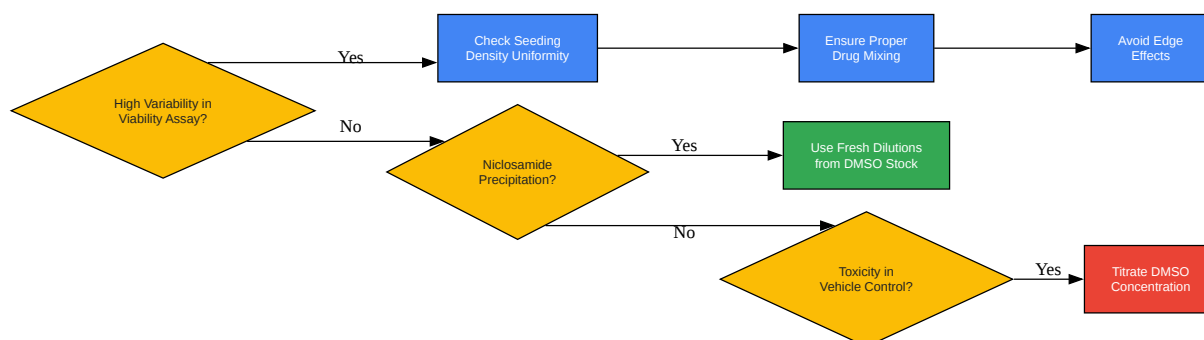 High Variability in
Viability Assay?
Yes
Check Seeding
Density Uniformity
Ensure Proper
Drug Mixing
Avoid Edge
Effects
No
Niclosamide
Precipitation?
Yes
Use Fresh Dilutions
from DMSO Stock
No
Toxicity in
Vehicle Control?
Yes
Titrate DMSO
Concentration